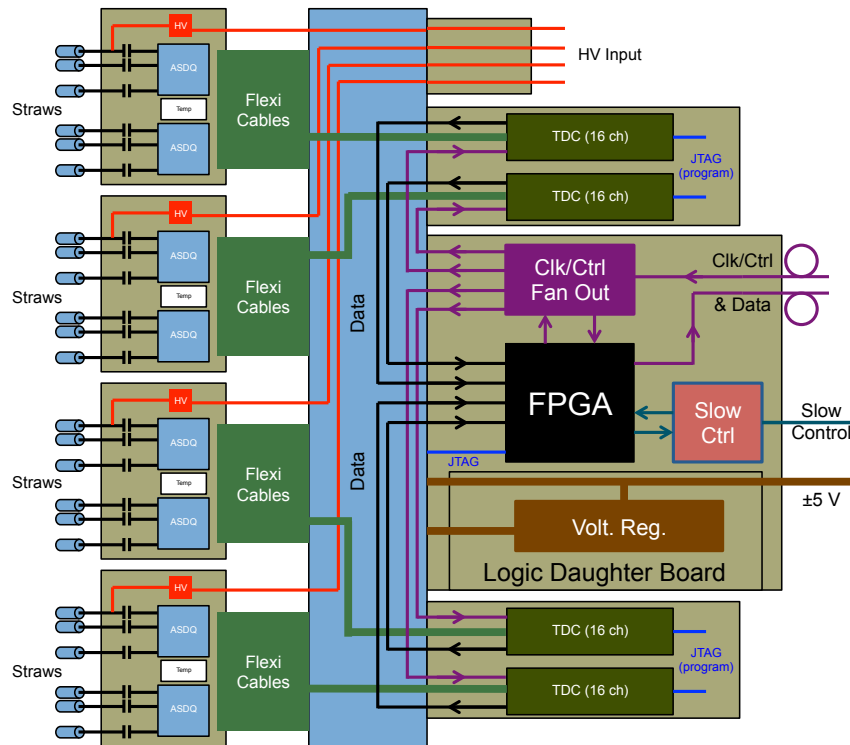 HV
ASDQ
Temp
ASDQ
Straws
Flexi
Cables
HV
ASDQ
Temp
ASDQ
Straws
Flexi
Cables
HV
ASDQ
Temp
ASDQ
Straws
Flexi
Cables
HV
ASDQ
Temp
ASDQ
Straws
Flexi
Cables
Data
Data
HV Input
TDC (16 ch)
TDC (16 ch)
JTAG
(program)
Clk/Ctrl
Fan Out
Clk/Ctrl
& Data
FPGA
Slow
Ctrl
Slow
Control
JTAG
±5 V
Volt. Reg.
Logic Daughter Board
TDC (16 ch)
TDC (16 ch)
JTAG
(program)